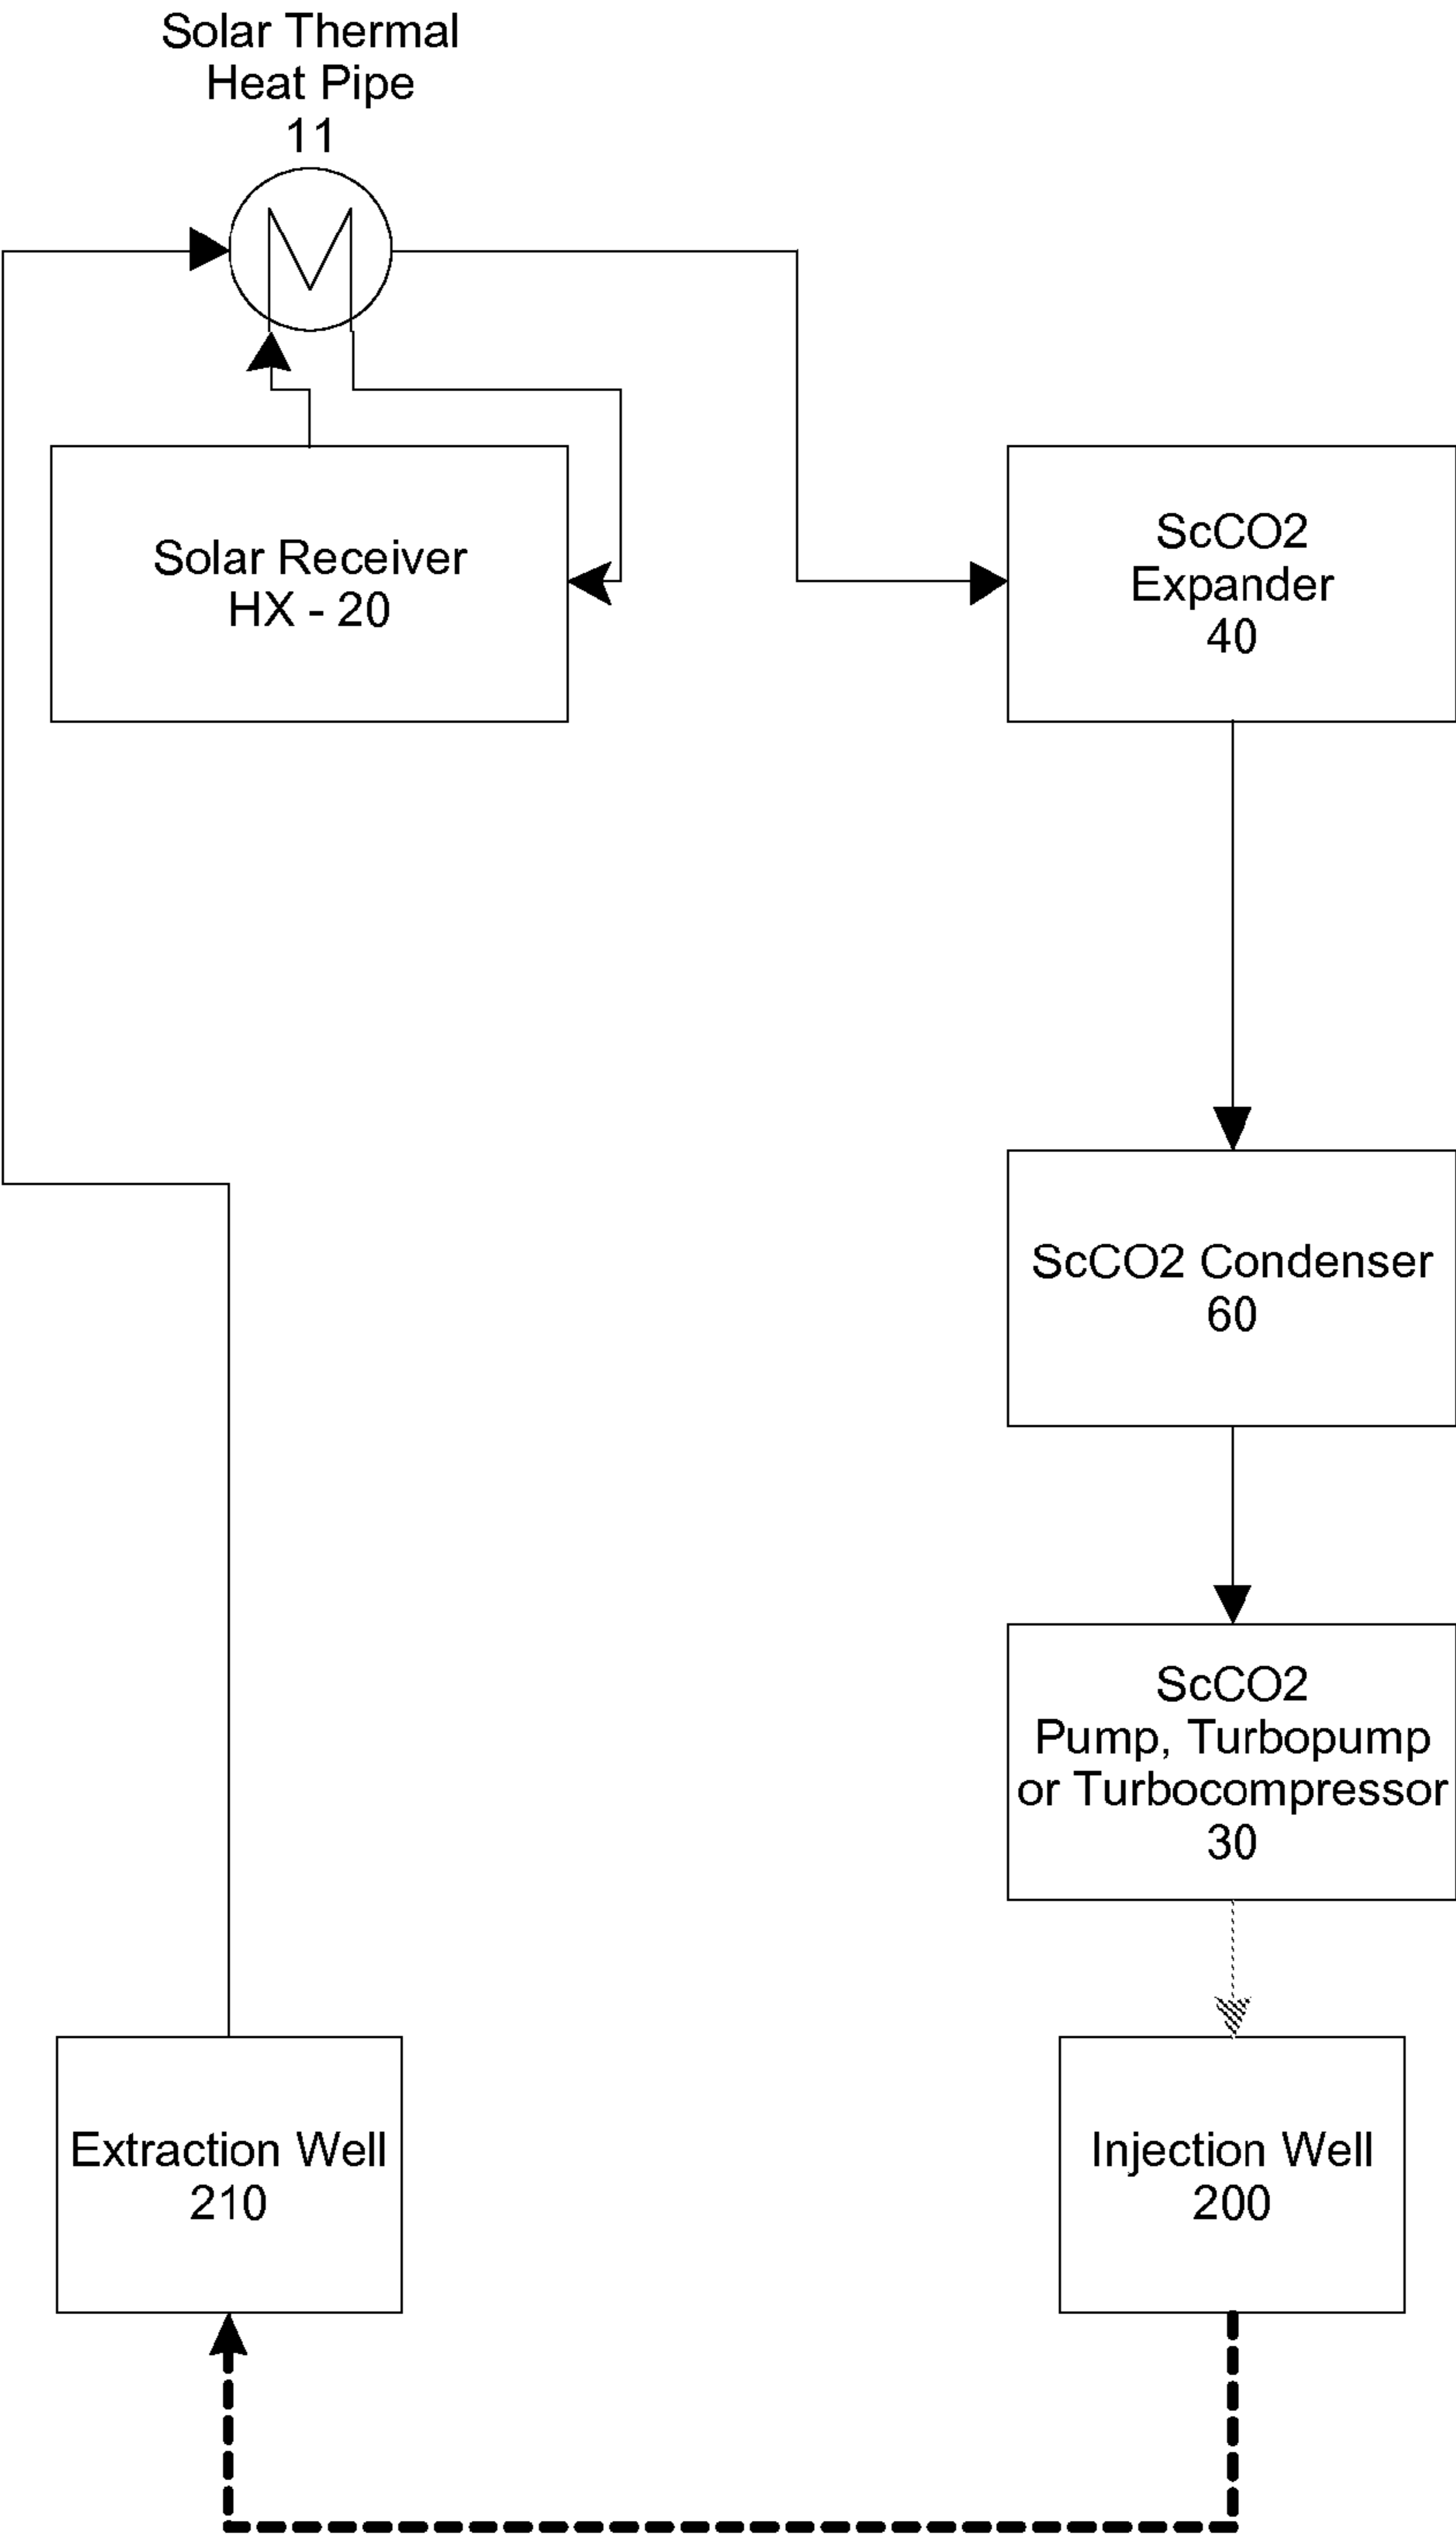 Solar Thermal
Heat Pipe
11
Solar Receiver
HX - 20
ScCO2
Expander
40
ScCO2 Condenser
60
ScCO2
Pump, Turbopump
or Turbocompressor
30
Extraction Well
210
Injection Well
200